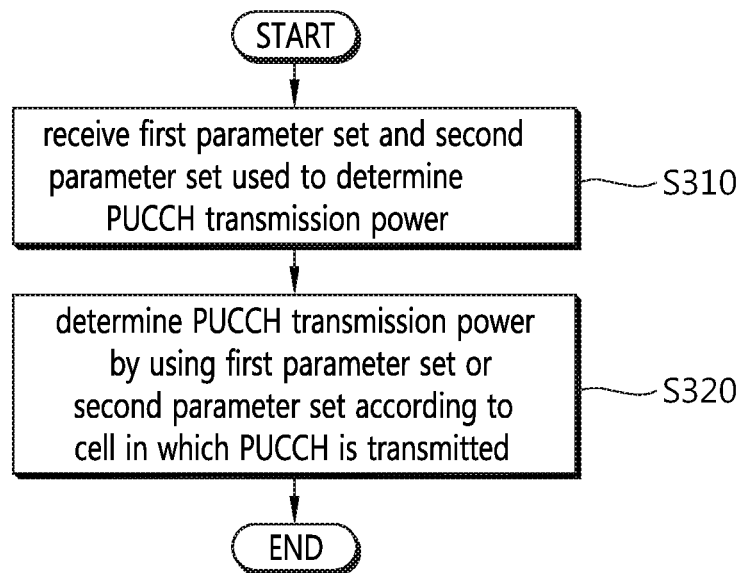 START
receive first parameter set and second
parameter set used to determine
PUCCH transmission power
S310
determine PUCCH transmission power
by using first parameter set or
second parameter set according to
cell in which PUCCH is transmitted
S320
END